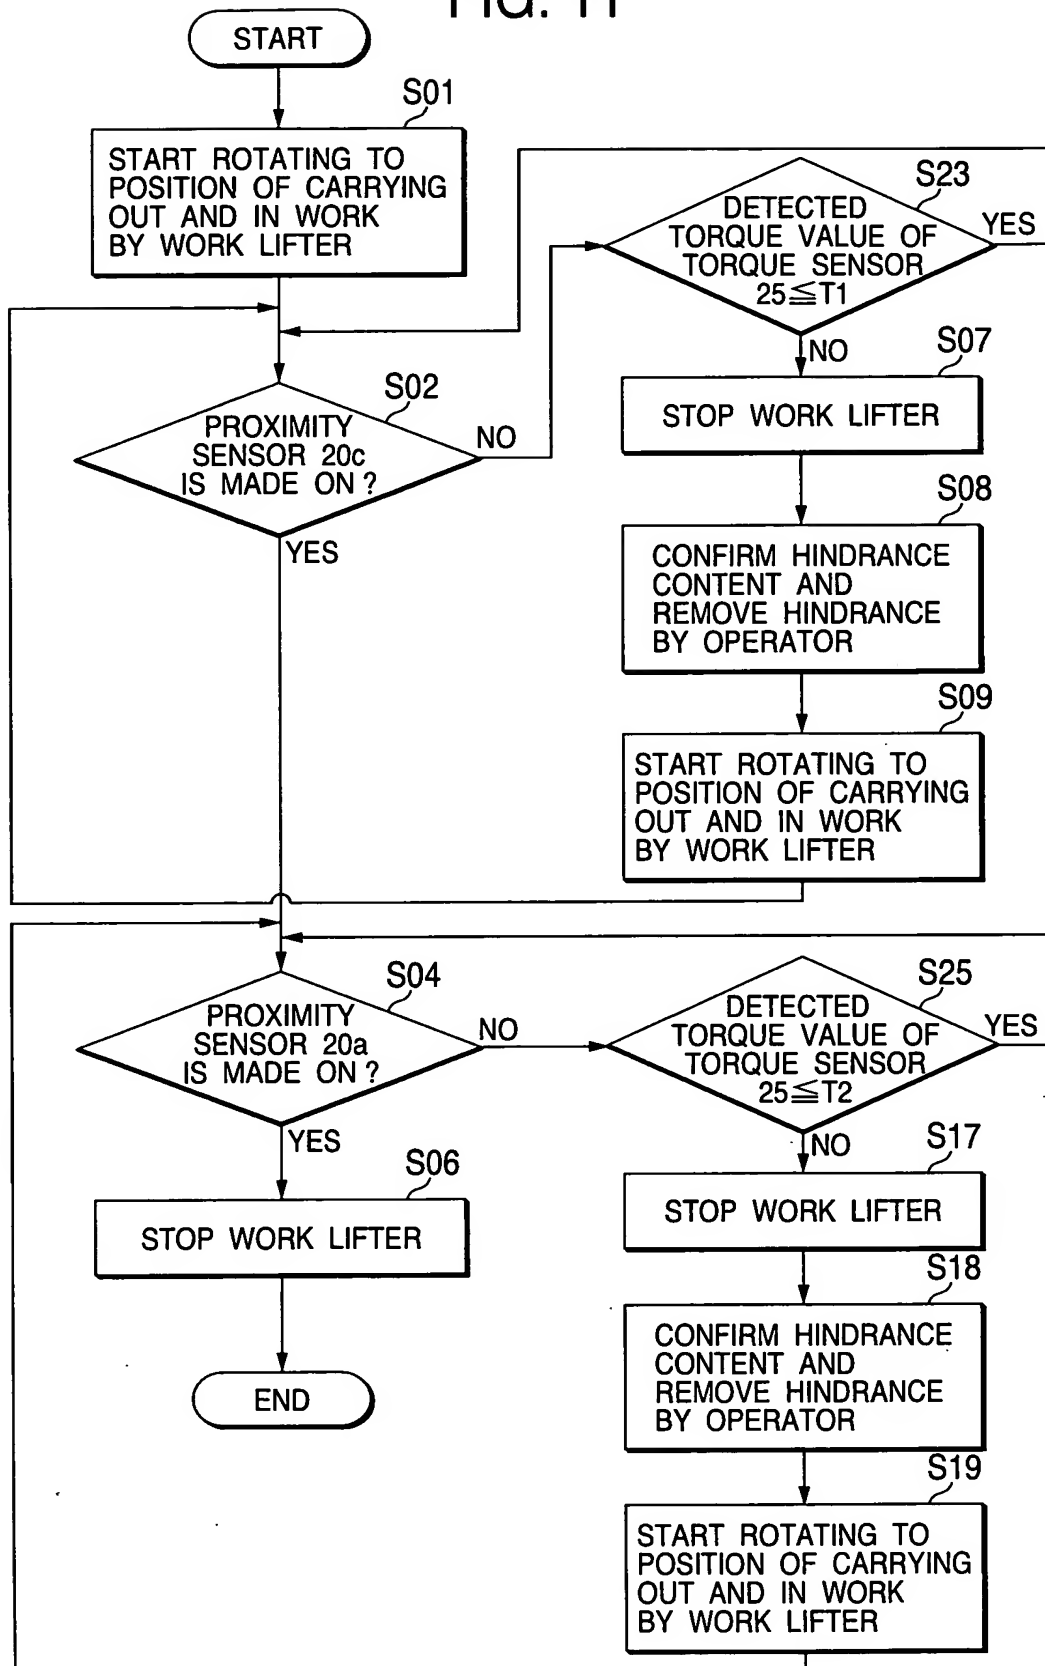 FIG. 11
START
S01
START ROTATING TO
POSITION OF CARRYING
OUT AND IN WORK
BY WORK LIFTER
S02
PROXIMITY
SENSOR 20c
IS MADE ON ?
NO
YES
S23
DETECTED
TORQUE VALUE OF
TORQUE SENSOR
25≦T1
YES
NO
S07
STOP WORK LIFTER
S08
CONFIRM HINDRANCE
CONTENT AND
REMOVE HINDRANCE
BY OPERATOR
S09
START ROTATING TO
POSITION OF CARRYING
OUT AND IN WORK
BY WORK LIFTER
S04
PROXIMITY
SENSOR 20a
IS MADE ON ?
NO
YES
S25
DETECTED
TORQUE VALUE OF
TORQUE SENSOR
25≦T2
YES
NO
S06
STOP WORK LIFTER
END
S17
STOP WORK LIFTER
S18
CONFIRM HINDRANCE
CONTENT AND
REMOVE HINDRANCE
BY OPERATOR
S19
START ROTATING TO
POSITION OF CARRYING
OUT AND IN WORK
BY WORK LIFTER